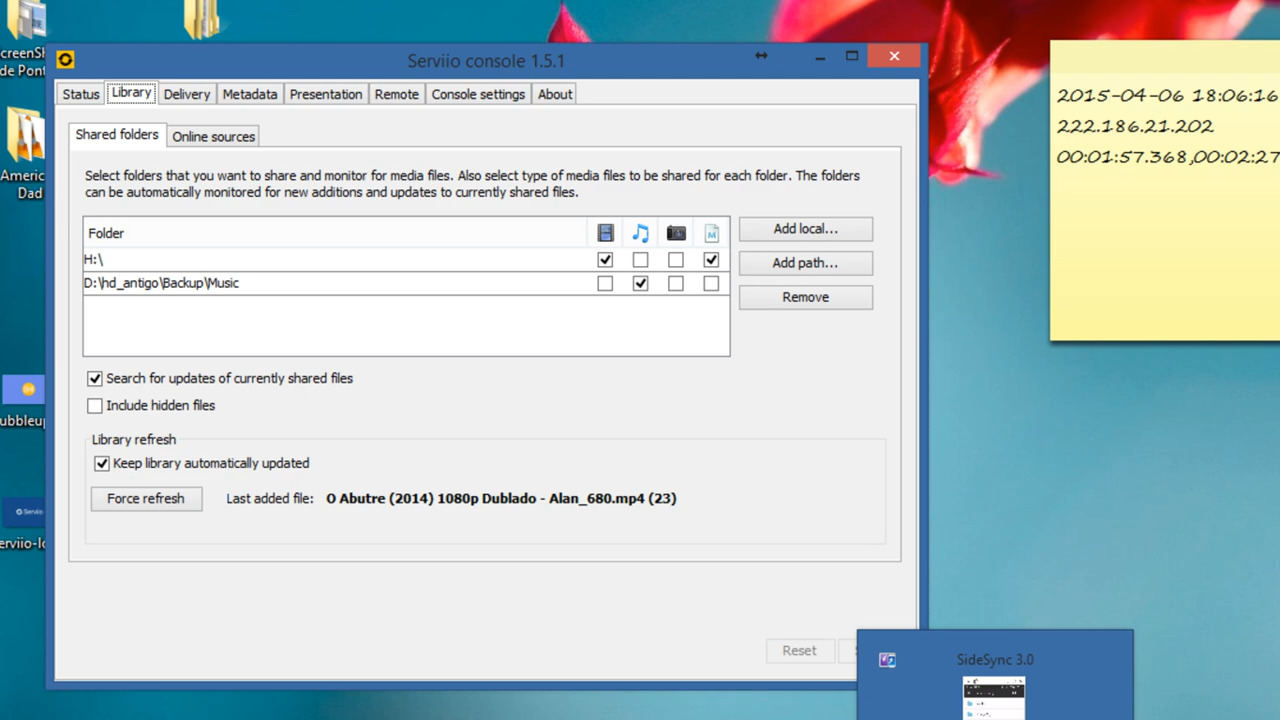 Serviio console 1.5.1
Status Library Delivery Metadata Presentation Remote Console settings About
Shared folders Online sources
Select folders that you want to share and monitor for media files. Also select type of media files to be shared for each folder. The folders
can be automatically monitored for new additions and updates to currently shared files.
Folder
H:\
D:\hd_antigo\Backup\Music
Add local...
Add path...
Remove
Search for updates of currently shared files
Include hidden files
Library refresh
Keep library automatically updated
Force refresh Last added file: O Abutre (2014) 1080p Dublado - Alan_680.mp4 (23)
Reset
2015-04-06 18:06:16
222.186.21.202
00:01:57.368,00:02:27
SideSync 3.0
creenSh
de Pont
Americ
Dad
ubbleup
Serviio
erviio-lo